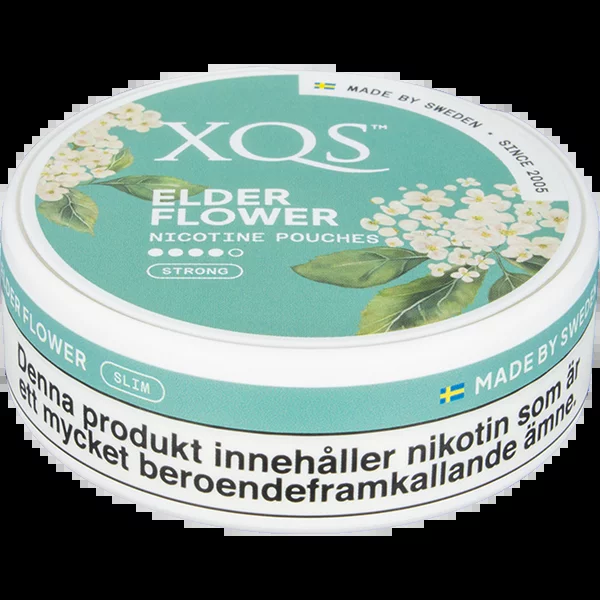 MADE BY SWEDEN • SINCE 2005
XQS™
ELDER
FLOWER
NICOTINE POUCHES
STRONG
ELDER FLOWER SLIM
MADE BY SWEDEN
Denna produkt innehåller nikotin som är
ett mycket beroendeframkallande ämne.